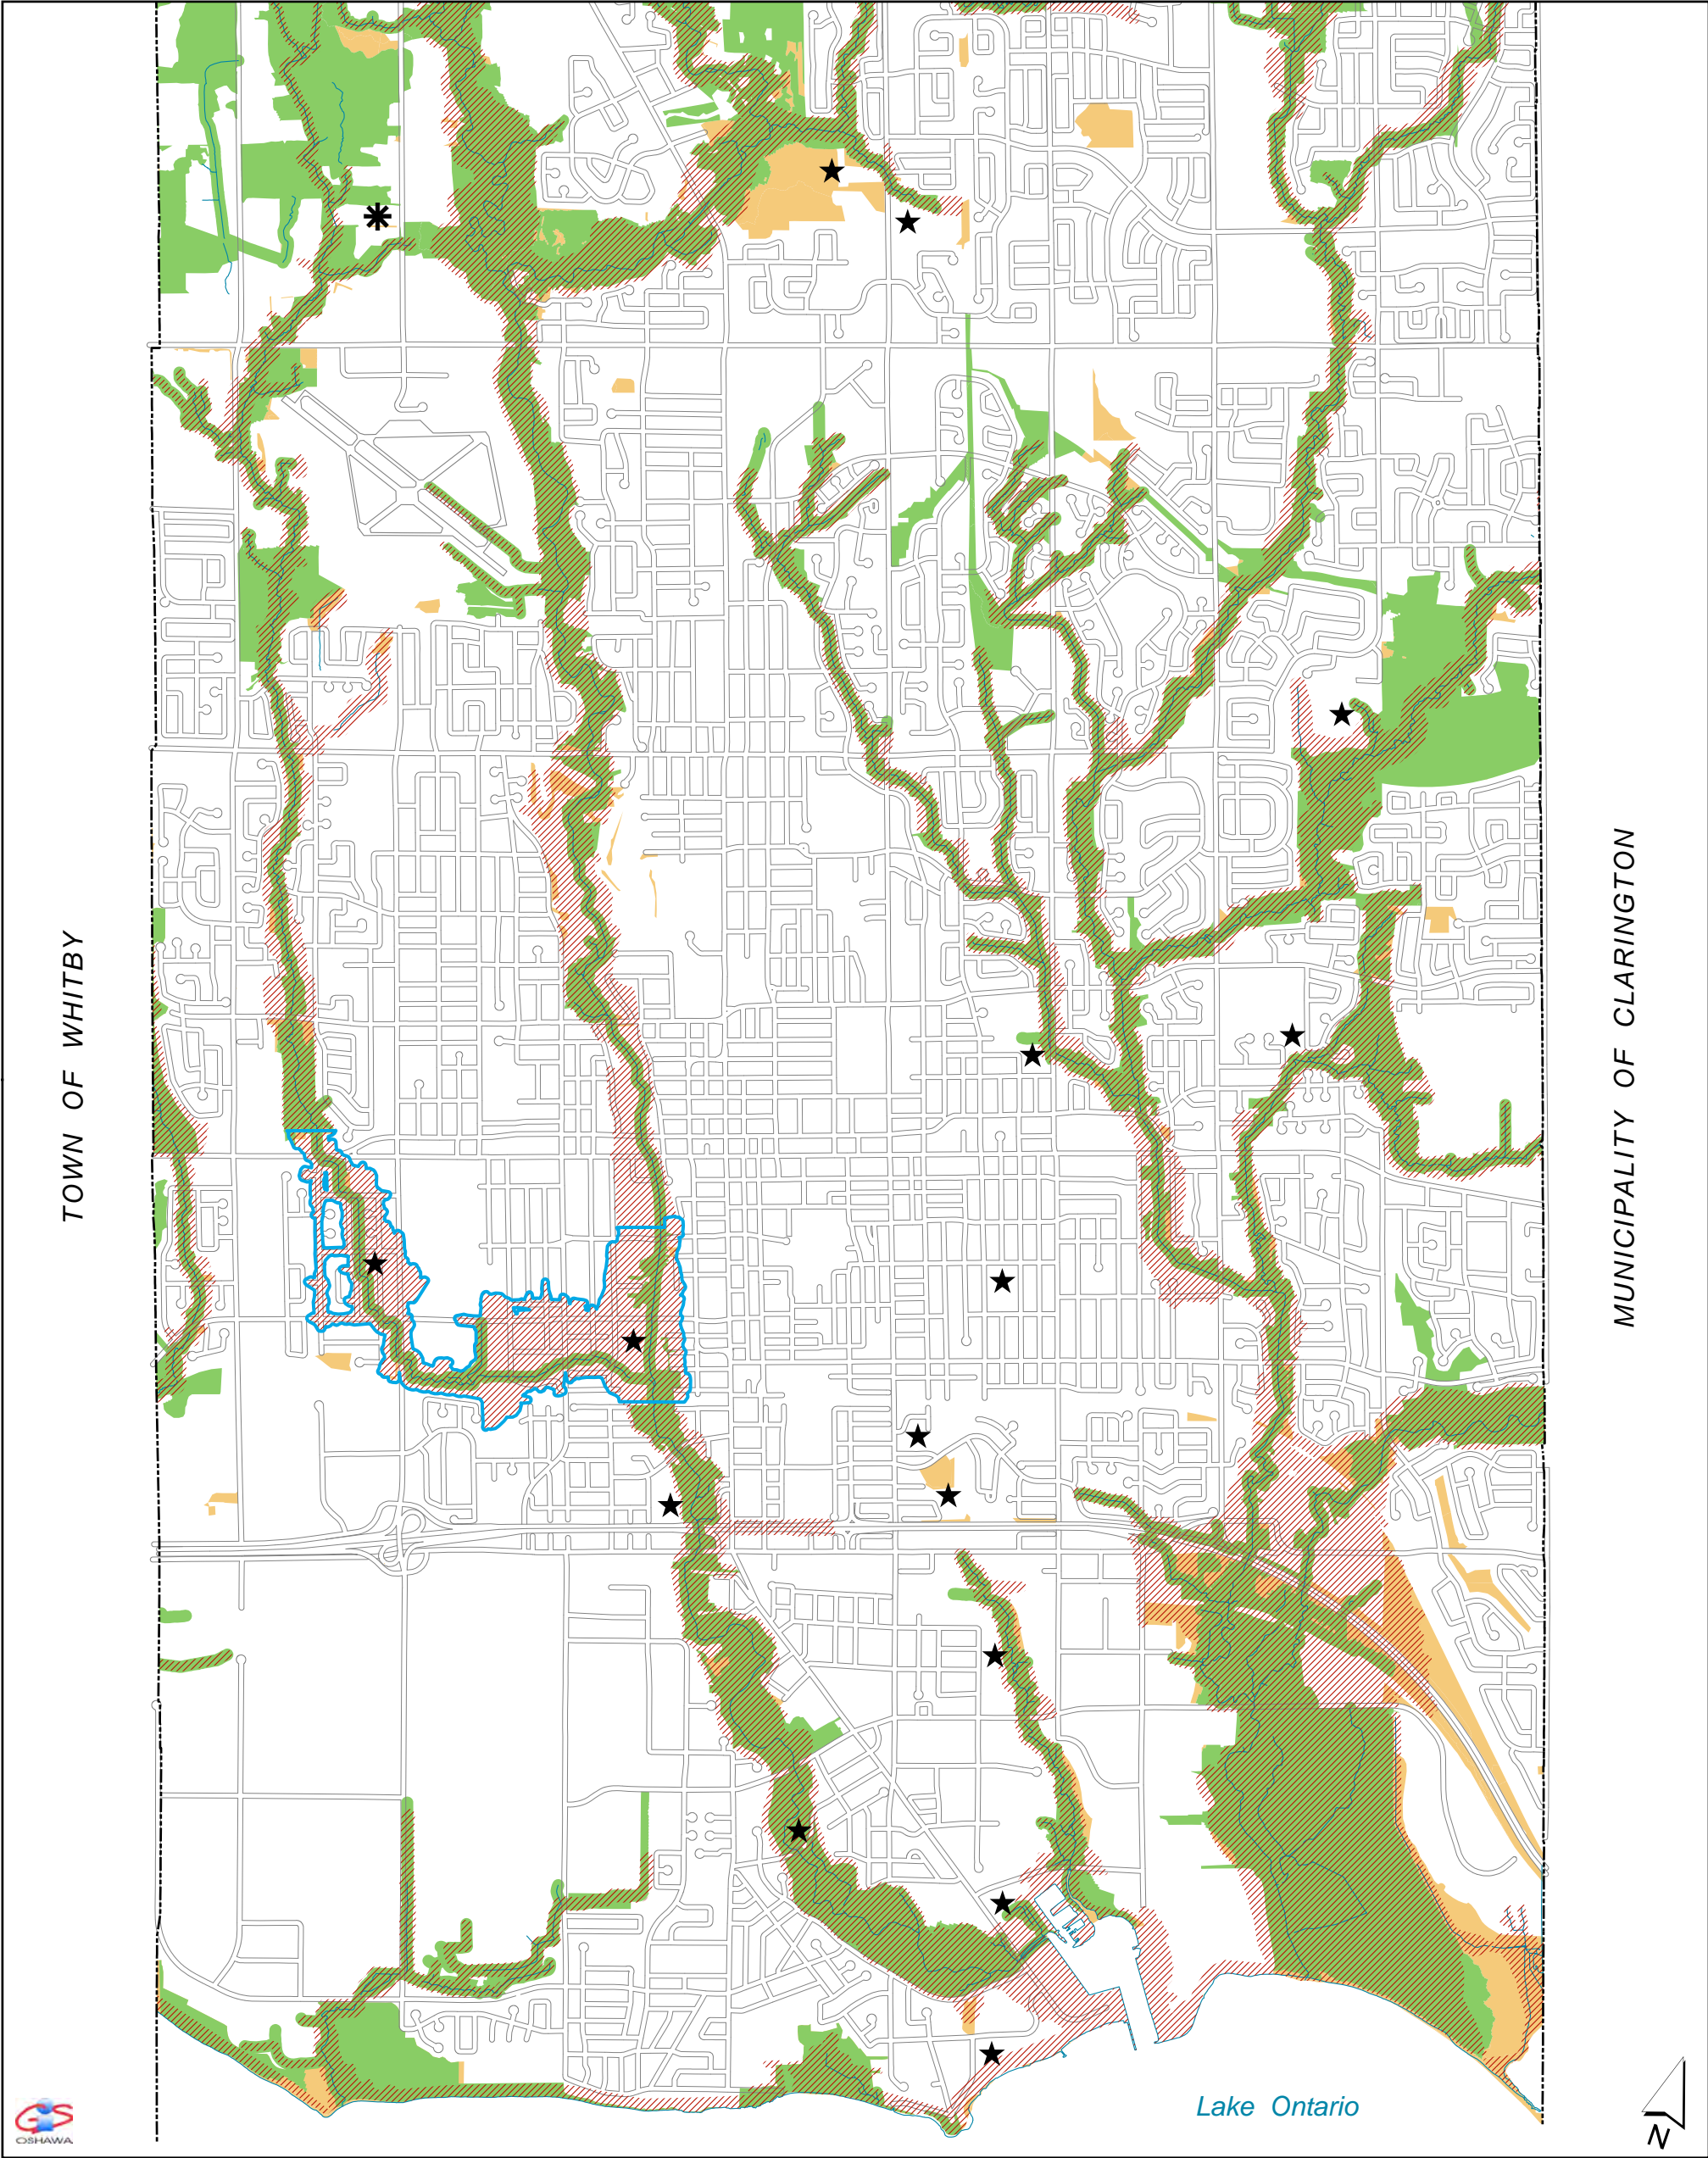 TOWN OF WHITBY
MUNICIPALITY OF CLARINGTON
Lake Ontario
GIS
OSHAWA
N